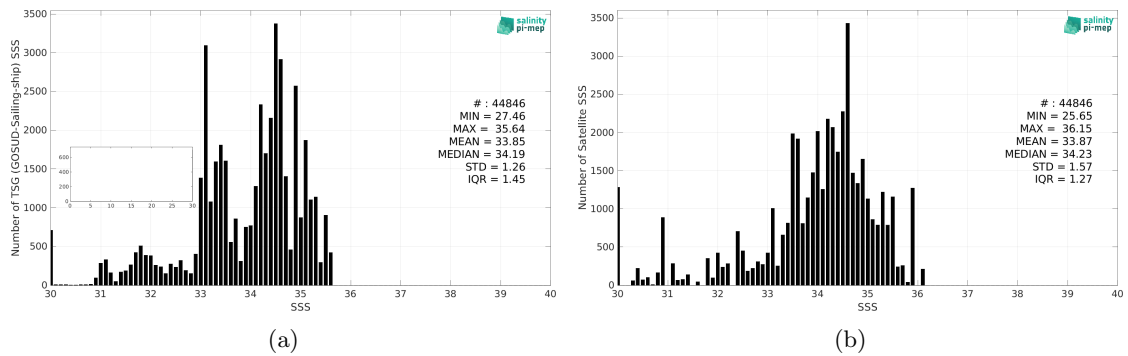 3500
3000
2500
2000
1500
1000
500
0
Number of TSG (GOSUD-Sailing-ship) SSS
salinity
pi-mep
# : 44846
MIN = 27.46
MAX = 35.64
MEAN = 33.85
MEDIAN = 34.19
STD = 1.26
IQR = 1.45
600
400
200
0
0 5 10 15 20 25 30
30 31 32 33 34 35 36 37 38 39 40
SSS
(a)
3500
3000
2500
2000
1500
1000
500
0
Number of Satellite SSS
salinity
pi-mep
# : 44846
MIN = 25.65
MAX = 36.15
MEAN = 33.87
MEDIAN = 34.23
STD = 1.57
IQR = 1.27
30 31 32 33 34 35 36 37 38 39 40
SSS
(b)